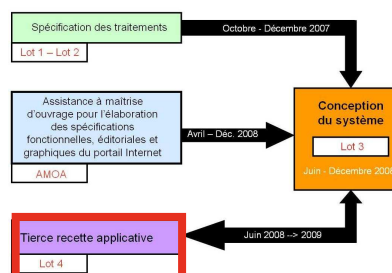 Spécification des traitements
Octobre - Décembre 2007
Lot 1 – Lot 2
Assistance à maîtrise
d'ouvrage pour l'élaboration
des spécifications
fonctionnelles, éditoriales et
graphiques du portail Internet
AMOA
Avril – Déc. 2008
Conception
du système
Lot 3
Juin - Décembre 2008
Tierce recette applicative
Juin 2008 --> 2009
Lot 4